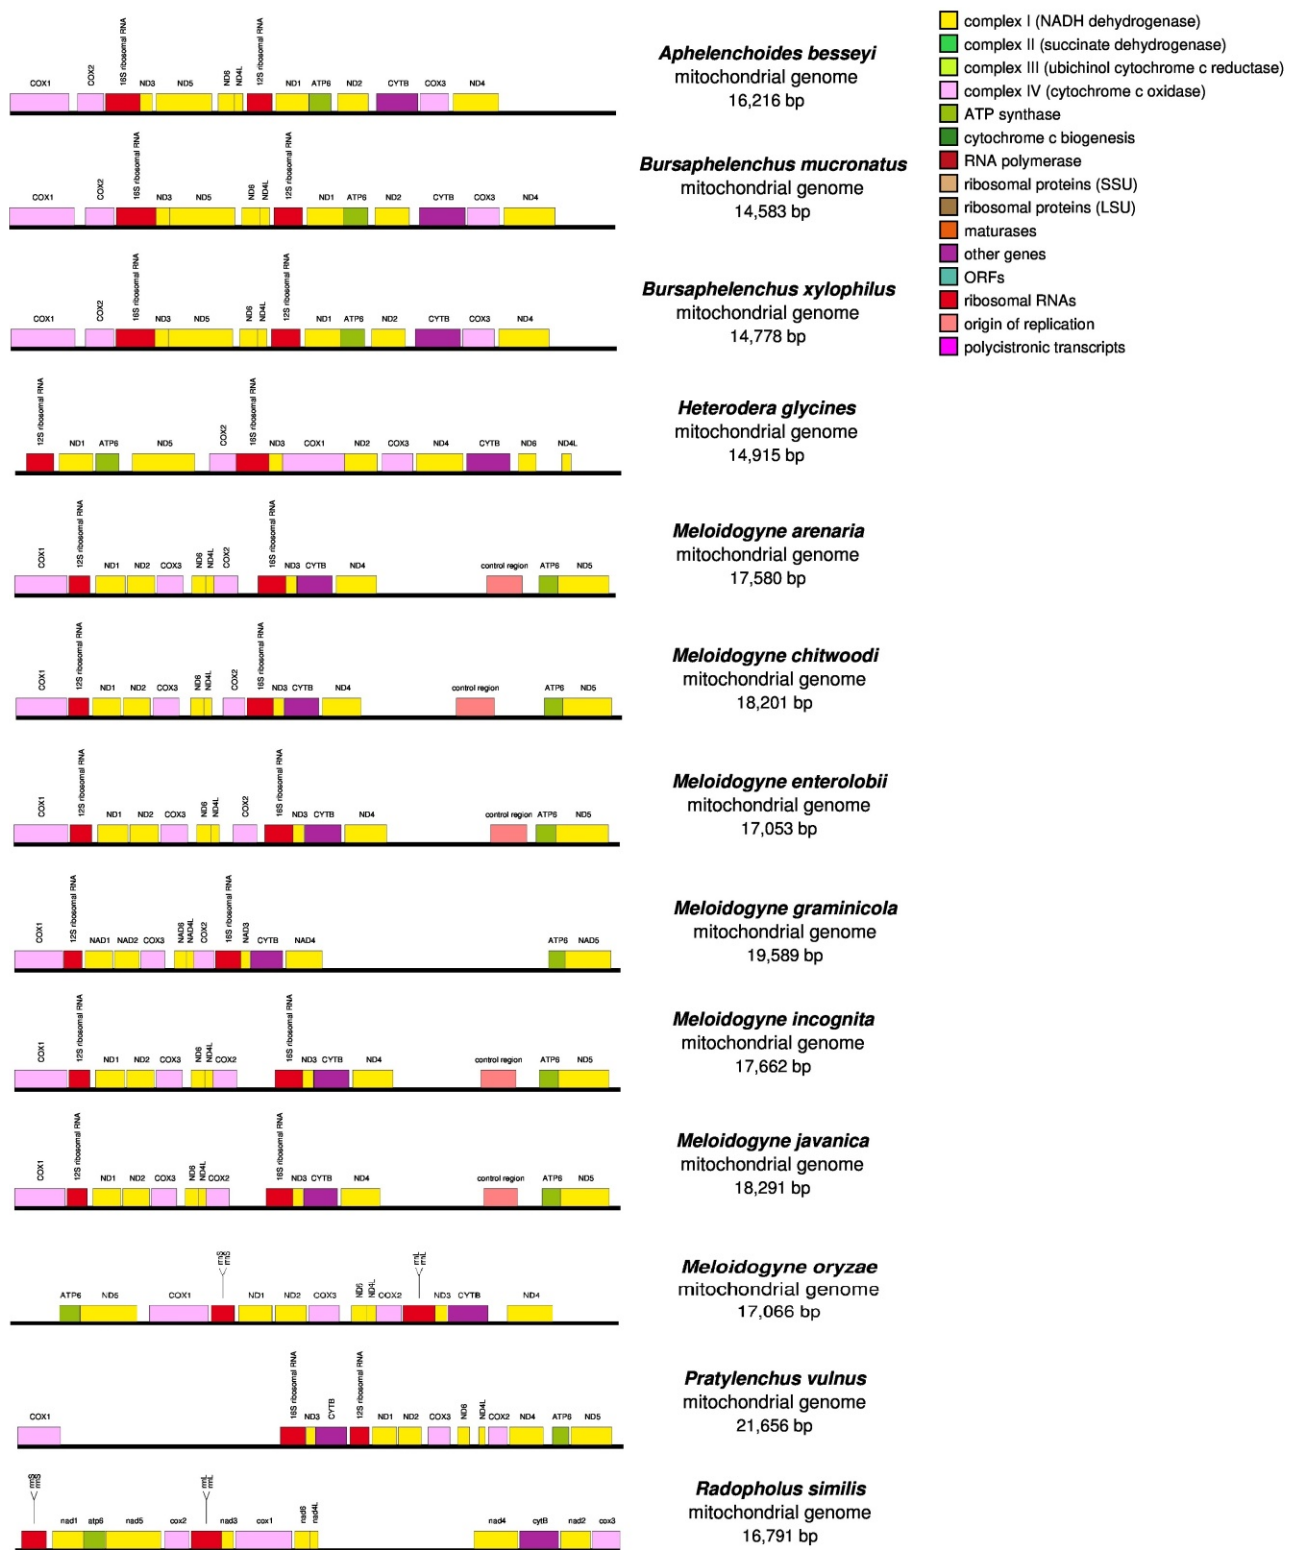 complex I (NADH dehydrogenase)
complex II (succinate dehydrogenase)
complex III (ubichinol cytochrome c reductase)
complex IV (cytochrome c oxidase)
ATP synthase
cytochrome c biogenesis
RNA polymerase
ribosomal proteins (SSU)
ribosomal proteins (LSU)
maturases
other genes
ORFs
ribosomal RNAs
origin of replication
polycistronic transcripts
COX1 COX2 16S ribosomal RNA ND3 ND5 ND6 ND4L 12S ribosomal RNA ND1 ATP6 ND2 CYTB COX3 ND4
Aphelenchoides besseyi
mitochondrial genome
16,216 bp
COX1 COX2 16S ribosomal RNA ND3 ND5 ND6 ND4L 12S ribosomal RNA ND1 ATP6 ND2 CYTB COX3 ND4
Bursaphelenchus mucronatus
mitochondrial genome
14,583 bp
COX1 COX2 16S ribosomal RNA ND3 ND5 ND6 ND4L 12S ribosomal RNA ND1 ATP6 ND2 CYTB COX3 ND4
Bursaphelenchus xylophilus
mitochondrial genome
14,778 bp
12S ribosomal RNA ND1 ATP6 ND5 COX2 16S ribosomal RNA ND3 COX1 ND2 COX3 ND4 CYTB ND6 ND4L
Heterodera glycines
mitochondrial genome
14,915 bp
COX1 12S ribosomal RNA ND1 ND2 COX3 ND6 ND4L COX2 16S ribosomal RNA ND3 CYTB ND4 control region ATP6 ND5
Meloidogyne arenaria
mitochondrial genome
17,580 bp
COX1 12S ribosomal RNA ND1 ND2 COX3 ND6 ND4L COX2 16S ribosomal RNA ND3 CYTB ND4 control region ATP6 ND5
Meloidogyne chitwoodi
mitochondrial genome
18,201 bp
COX1 12S ribosomal RNA ND1 ND2 COX3 ND6 ND4L COX2 16S ribosomal RNA ND3 CYTB ND4 control region ATP6 ND5
Meloidogyne enterolobii
mitochondrial genome
17,053 bp
COX1 12S ribosomal RNA NAD1 NAD2 COX3 NAD6 NAD4L COX2 16S ribosomal RNA NAD3 CYTB NAD4 ATP6 NAD5
Meloidogyne graminicola
mitochondrial genome
19,589 bp
COX1 12S ribosomal RNA ND1 ND2 COX3 ND6 ND4L COX2 16S ribosomal RNA ND3 CYTB ND4 control region ATP6 ND5
Meloidogyne incognita
mitochondrial genome
17,662 bp
COX1 12S ribosomal RNA ND1 ND2 COX3 ND6 ND4L COX2 16S ribosomal RNA ND3 CYTB ND4 control region ATP6 ND5
Meloidogyne javanica
mitochondrial genome
18,291 bp
ATP6 ND5 COX1 rrnS rrnS ND1 ND2 COX3 ND6 ND4L COX2 rrnL rrnL ND3 CYTB ND4
Meloidogyne oryzae
mitochondrial genome
17,066 bp
COX1 16S ribosomal RNA ND3 CYTB 12S ribosomal RNA ND1 ND2 COX3 ND6 ND4L COX2 ND4 ATP6 ND5
Pratylenchus vulnus
mitochondrial genome
21,656 bp
rrnS rrnS nad1 atp6 nad5 cox2 rrnL rrnL nad3 cox1 nad6 nad4L nad4 cytB nad2 cox3
Radopholus similis
mitochondrial genome
16,791 bp